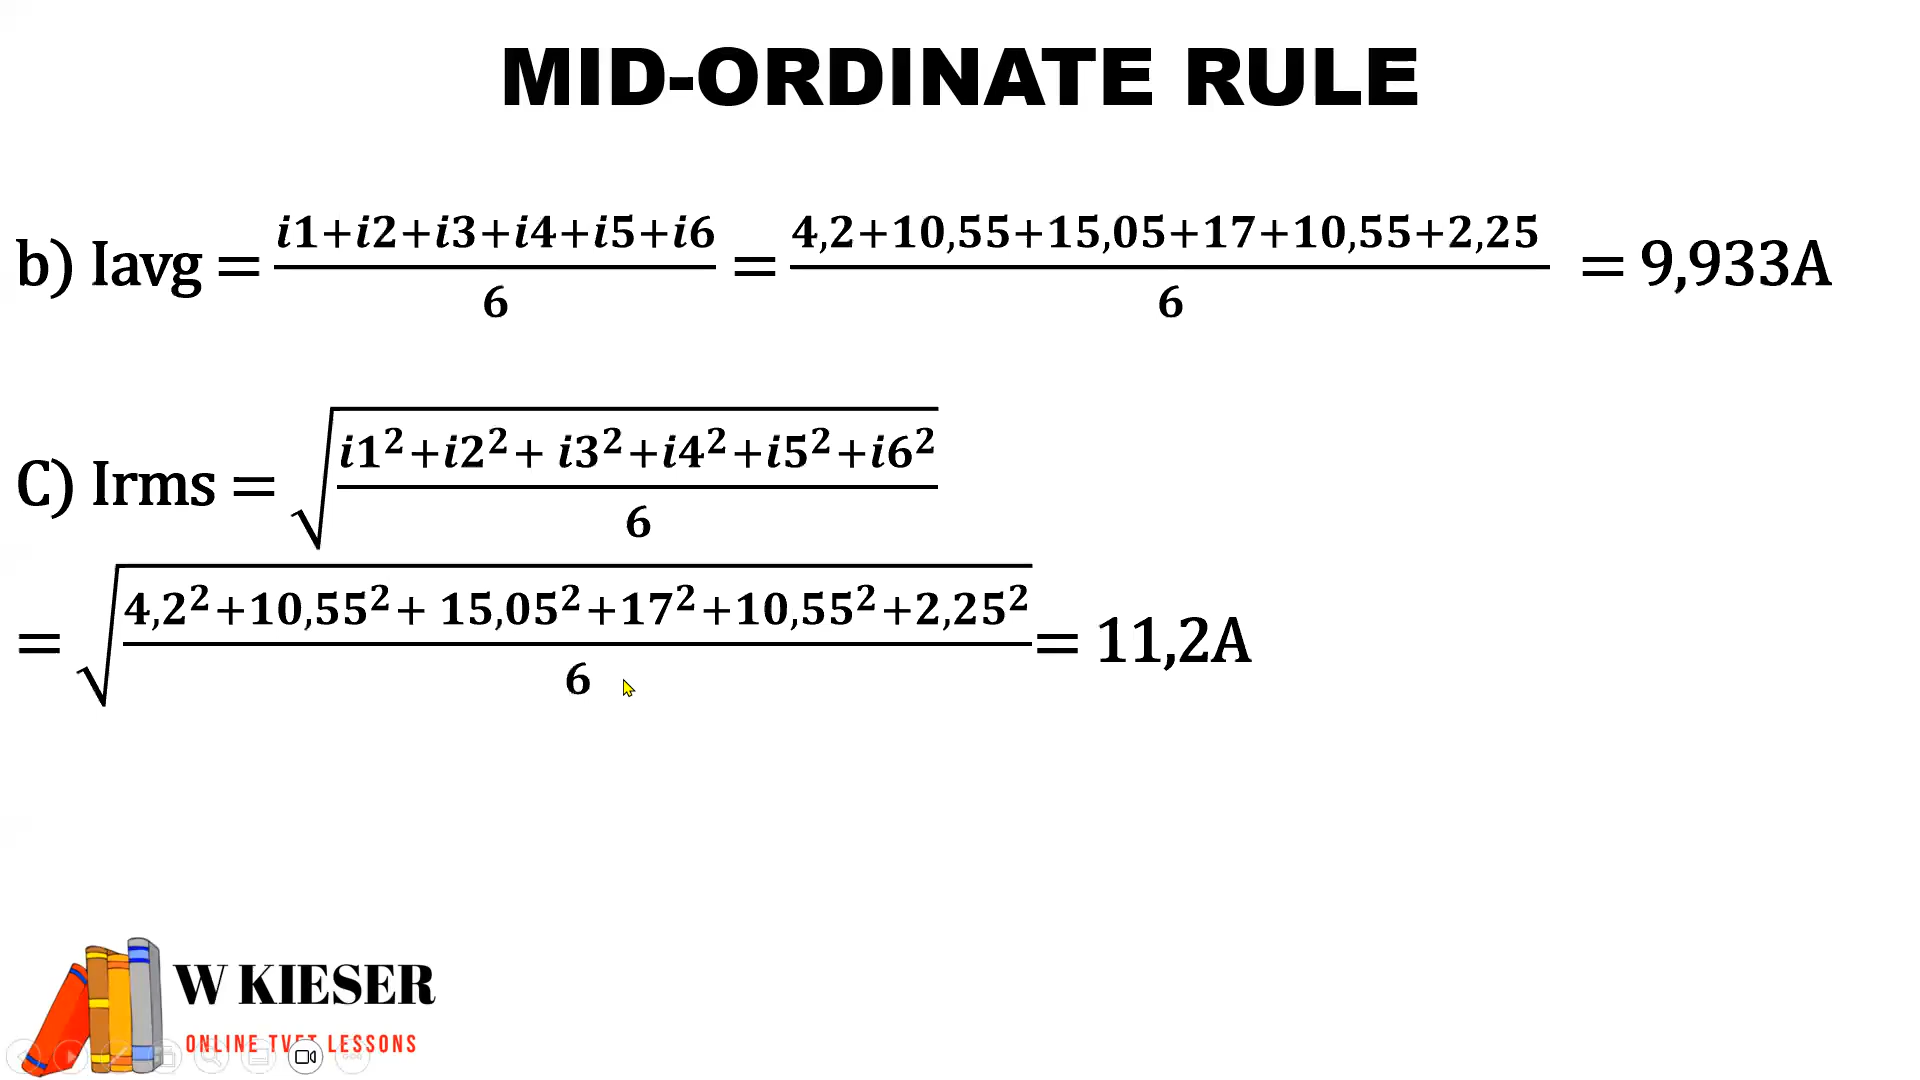 MID-ORDINATE RULE
b) Iavg = (i1+i2+i3+i4+i5+i6)/6 = (4,2+10,55+15,05+17+10,55+2,25)/6 = 9,933A
C) Irms = √((i1²+i2²+ i3²+i4²+i5²+i6²)/6)
= √((4,2²+10,55²+ 15,05²+17²+10,55²+2,25²)/6) = 11,2A
W KIESER
ONLINE TVET LESSONS